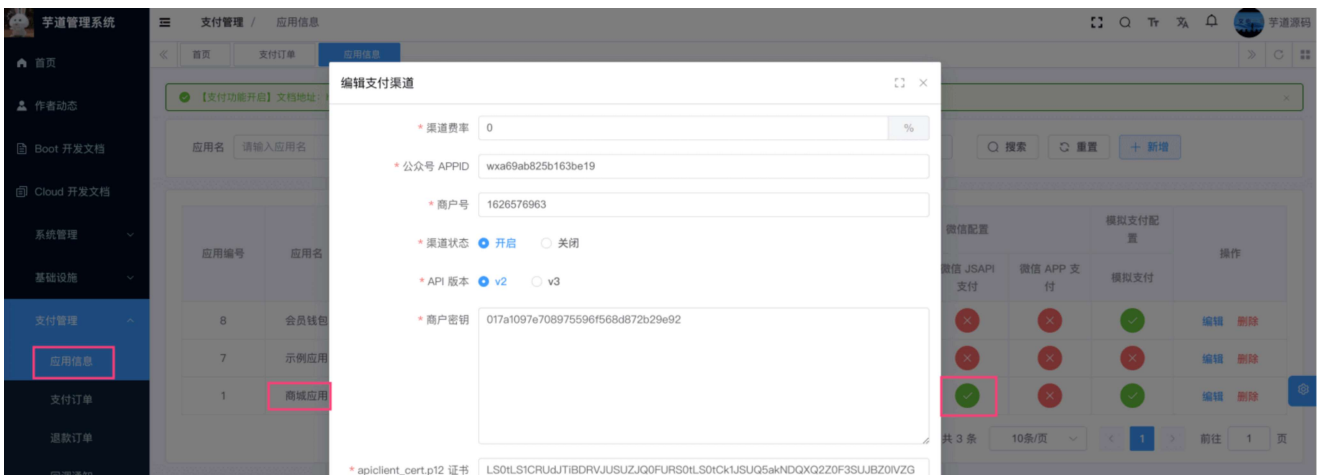 芋道管理系统
支付管理 / 应用信息
芋道源码
首页
支付订单
应用信息
首页
作者动态
Boot 开发文档
Cloud 开发文档
系统管理
基础设施
支付管理
应用信息
支付订单
退款订单
【支付功能开启】文档地址:
应用名 请输入应用名
搜索
重置
新增
编辑支付渠道
* 渠道费率 0 %
* 公众号 APPID wxa69ab825b163be19
* 商户号 1626576963
* 渠道状态 开启 关闭
* API 版本 v2 v3
* 商户密钥 017a1097e708975596f568d872b29e92
* apiclient_cert.p12 证书 LS0tLS1CRUdJTiBDRVJUSUZJQ0FURS0tLS0tCk1JSUQ5akNDQXQ2Z0F3SUJBZ0IVZG
应用编号
应用名
微信配置
模拟支付配
置
操作
微信 JSAPI
支付
微信 APP 支
付
模拟支付
8 会员钱包 编辑 删除
7 示例应用 编辑 删除
1 商城应用 编辑 删除
共 3 条 10条/页 1 前往 1 页